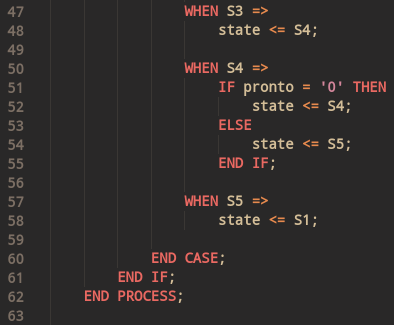 47 WHEN S3 =>
48 state <= S4;
49
50 WHEN S4 =>
51 IF pronto = '0' THEN
52 state <= S4;
53 ELSE
54 state <= S5;
55 END IF;
56
57 WHEN S5 =>
58 state <= S1;
59
60 END CASE;
61 END IF;
62 END PROCESS;
63